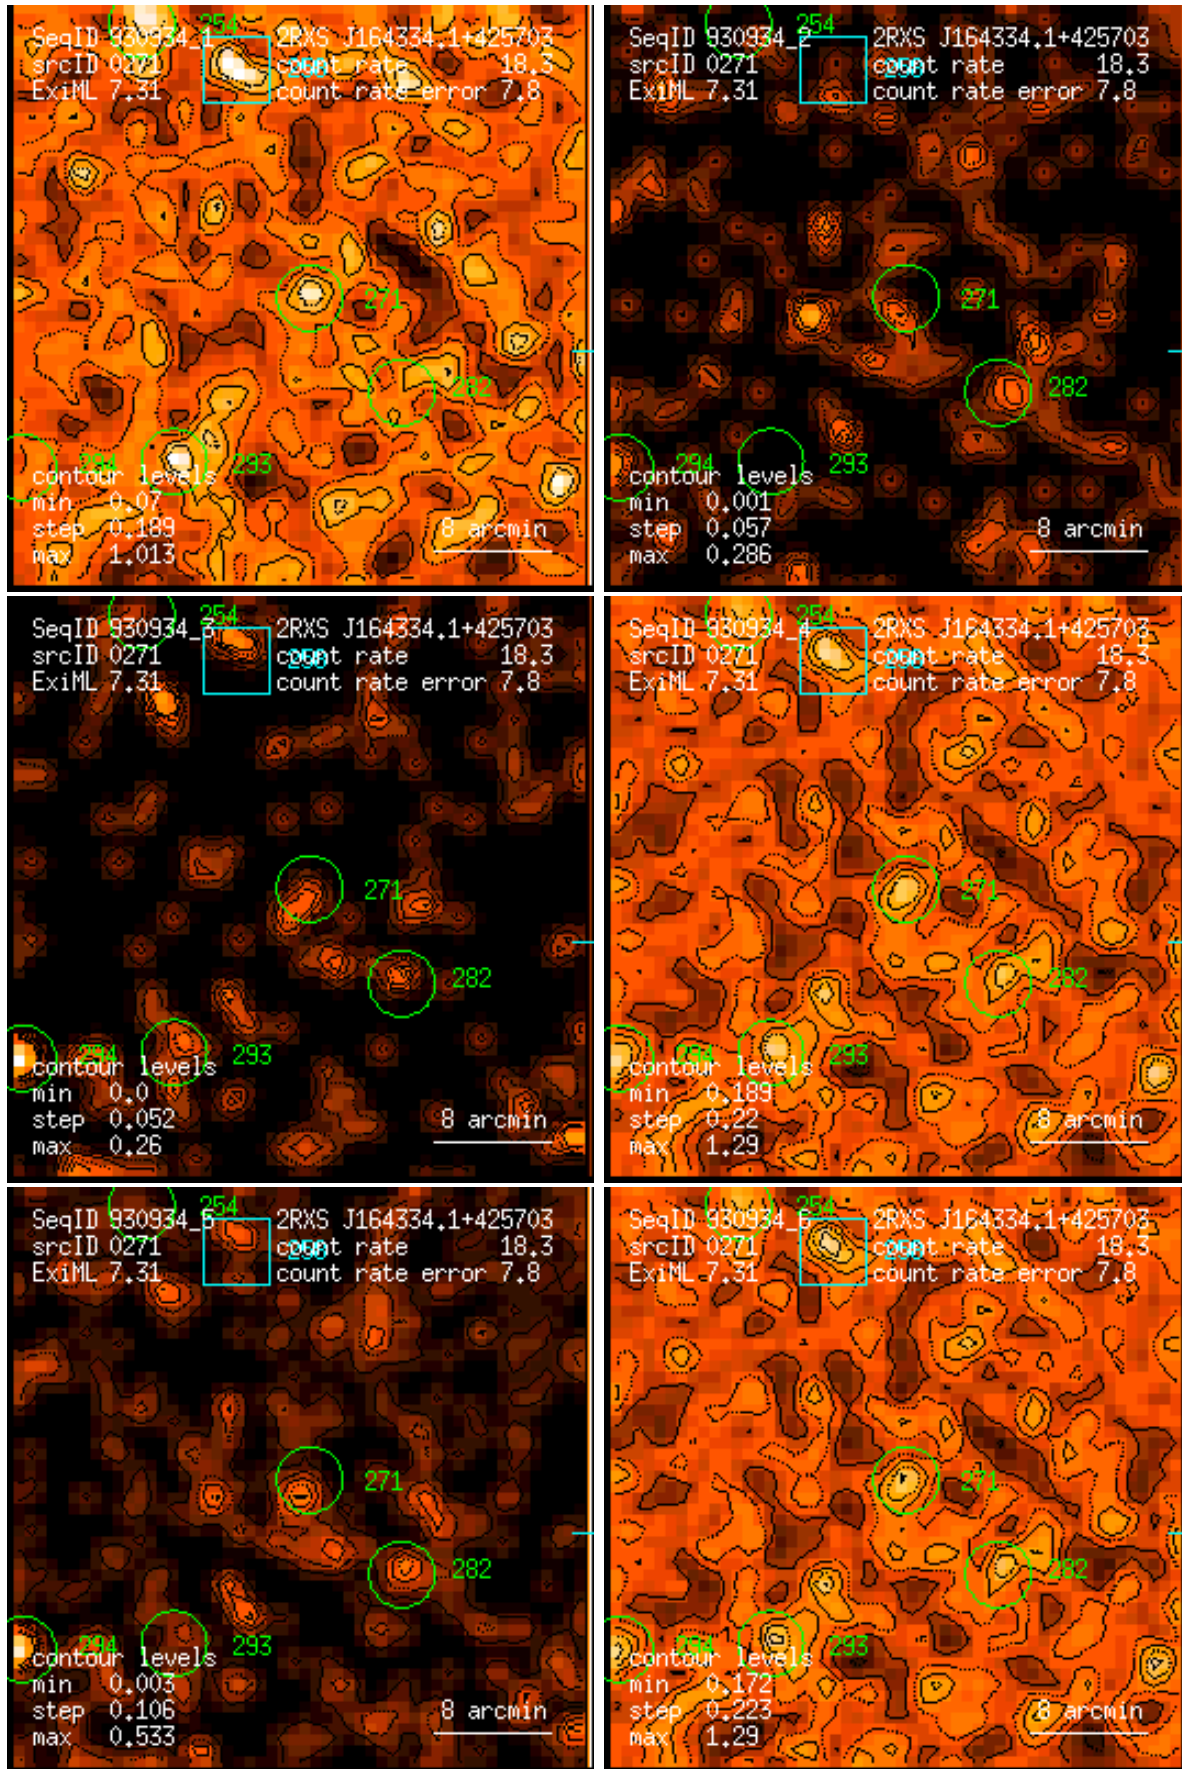 254
SeqID 930934_1 2RXS J164334.1+425703
srcID 0271 count rate 18.3
ExiML 7.31 count rate error 7.8
271
282
294 293
contour levels
min 0.07
step 0.189 8 arcmin
max 1.013
254
SeqID 930934_2 2RXS J164334.1+425703
srcID 0271 count rate 18.3
ExiML 7.31 count rate error 7.8
271
282
294 293
contour levels
min 0.001
step 0.057 8 arcmin
max 0.286
254
SeqID 930934_3 2RXS J164334.1+425703
srcID 0271 count rate 18.3
ExiML 7.31 count rate error 7.8
271
282
294 293
contour levels
min 0.0
step 0.052 8 arcmin
max 0.26
254
SeqID 930934_4 2RXS J164334.1+425703
srcID 0271 count rate 18.3
ExiML 7.31 count rate error 7.8
271
282
294 293
contour levels
min 0.189
step 0.22 8 arcmin
max 1.29
254
SeqID 930934_5 2RXS J164334.1+425703
srcID 0271 count rate 18.3
ExiML 7.31 count rate error 7.8
271
282
294 293
contour levels
min 0.003
step 0.106 8 arcmin
max 0.533
254
SeqID 930934_6 2RXS J164334.1+425703
srcID 0271 count rate 18.3
ExiML 7.31 count rate error 7.8
271
282
294 293
contour levels
min 0.172
step 0.223 8 arcmin
max 1.29